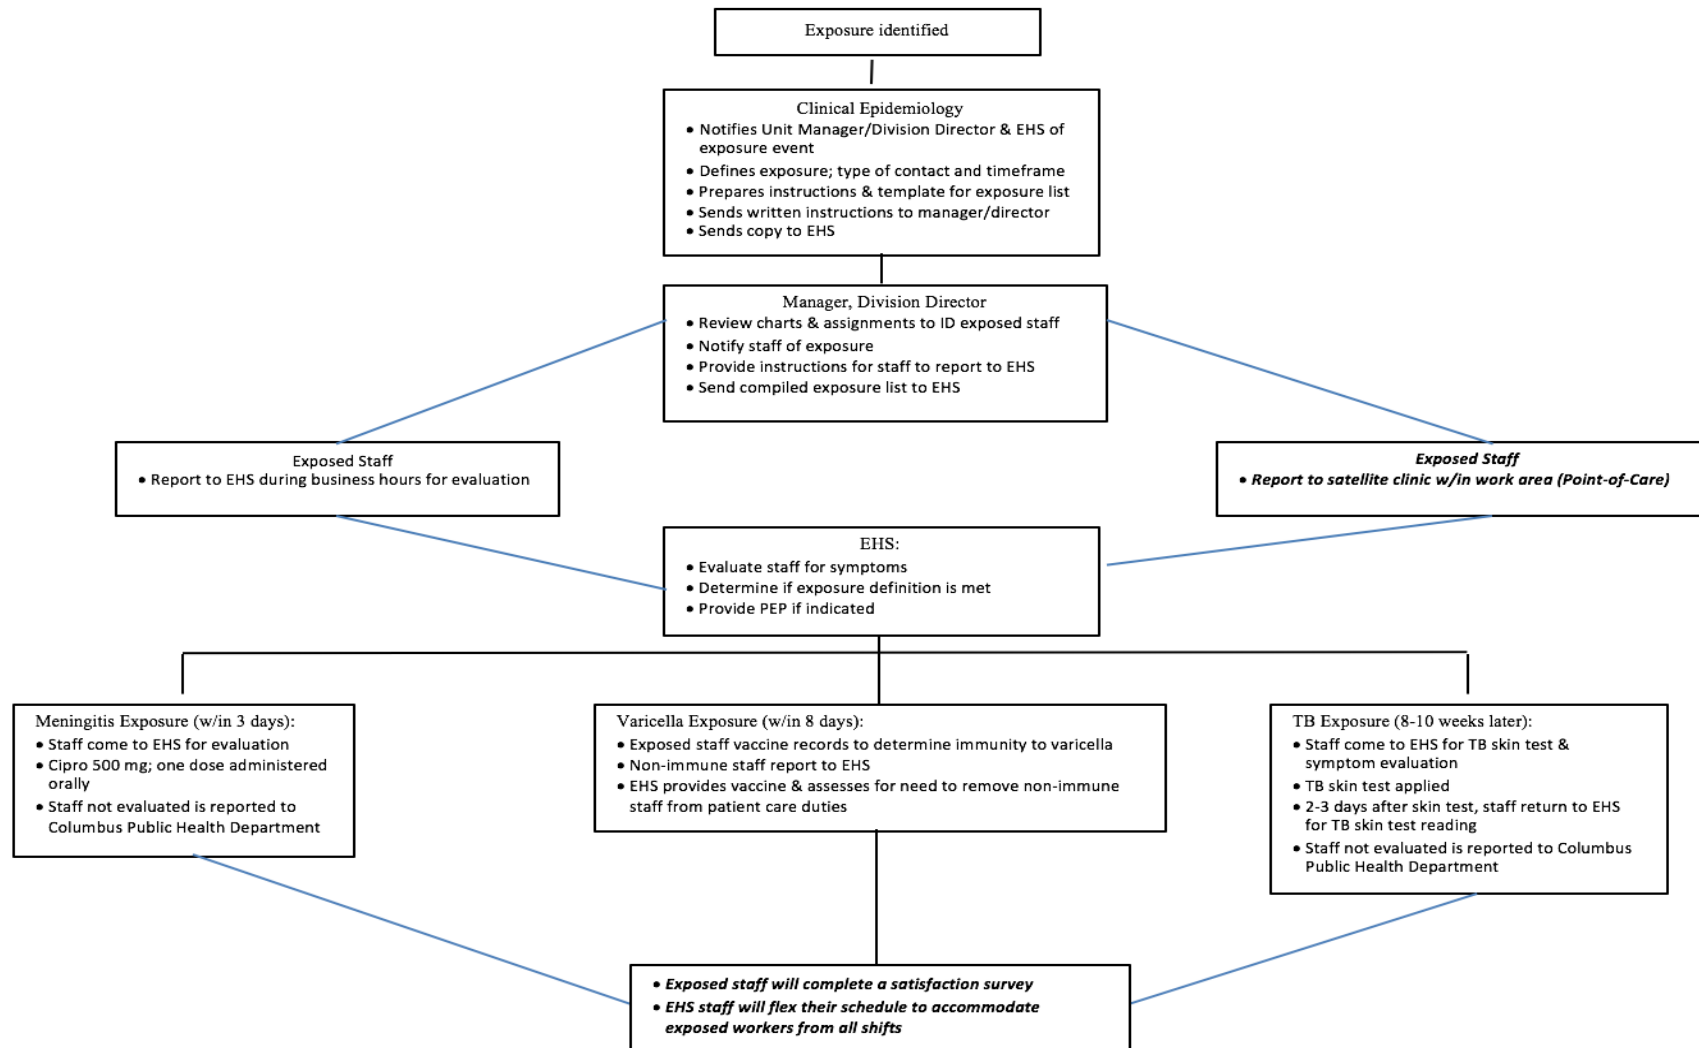 Exposure identified
Clinical Epidemiology
• Notifies Unit Manager/Division Director & EHS of
exposure event
• Defines exposure; type of contact and timeframe
• Prepares instructions & template for exposure list
• Sends written instructions to manager/director
• Sends copy to EHS
Manager, Division Director
• Review charts & assignments to ID exposed staff
• Notify staff of exposure
• Provide instructions for staff to report to EHS
• Send compiled exposure list to EHS
Exposed Staff
• Report to EHS during business hours for evaluation
Exposed Staff
• Report to satellite clinic w/in work area (Point-of-Care)
EHS:
• Evaluate staff for symptoms
• Determine if exposure definition is met
• Provide PEP if indicated
Meningitis Exposure (w/in 3 days):
• Staff come to EHS for evaluation
• Cipro 500 mg; one dose administered
orally
• Staff not evaluated is reported to
Columbus Public Health Department
Varicella Exposure (w/in 8 days):
• Exposed staff vaccine records to determine immunity to varicella
• Non-immune staff report to EHS
• EHS provides vaccine & assesses for need to remove non-immune
staff from patient care duties
TB Exposure (8-10 weeks later):
• Staff come to EHS for TB skin test &
symptom evaluation
• TB skin test applied
• 2-3 days after skin test, staff return to EHS
for TB skin test reading
• Staff not evaluated is reported to Columbus
Public Health Department
• Exposed staff will complete a satisfaction survey
• EHS staff will flex their schedule to accommodate
exposed workers from all shifts